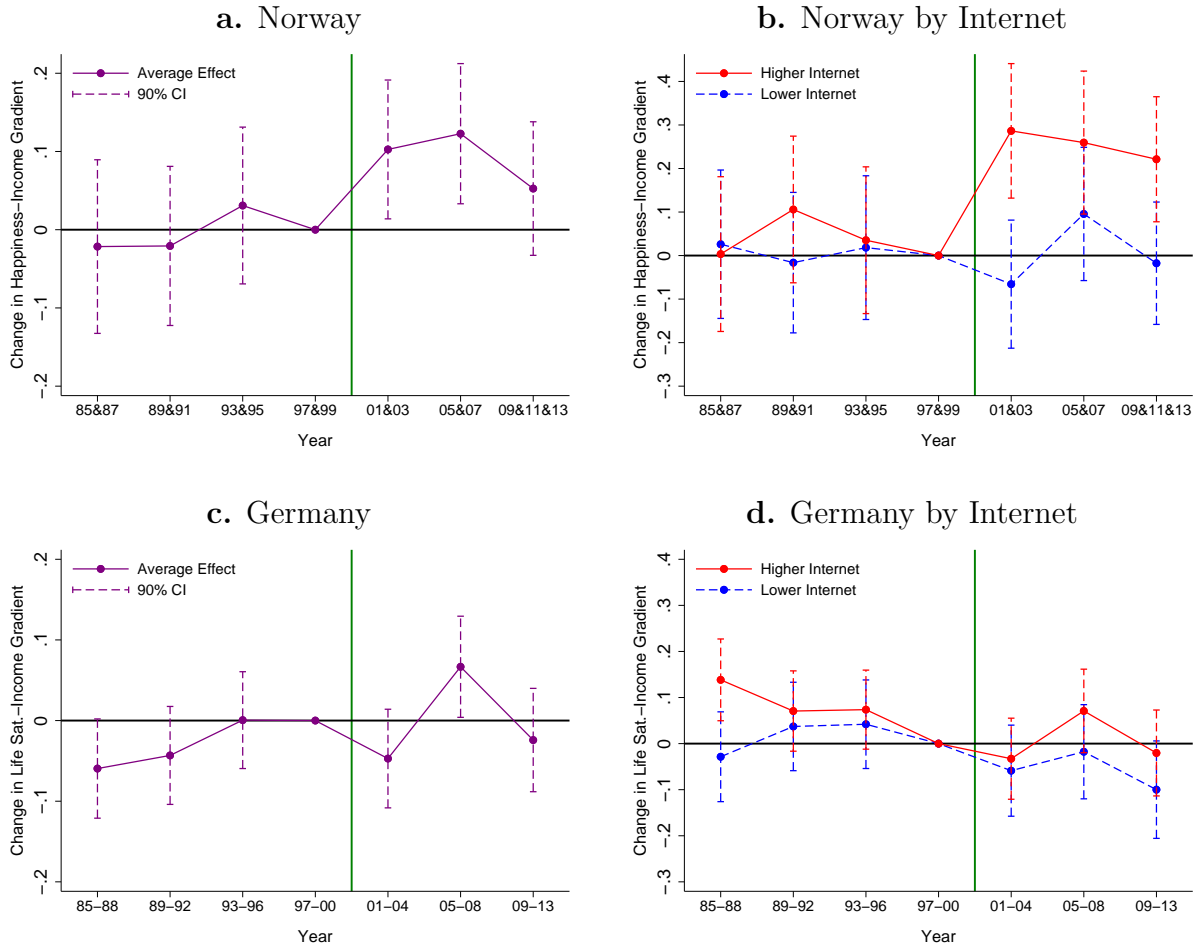 a. Norway
Change in Happiness−Income Gradient
.2
.1
0
−.1
−.2
Average Effect
90% CI
85&87 89&91 93&95 97&99 01&03 05&07 09&11&13
Year
b. Norway by Internet
Change in Happiness−Income Gradient
.4
.3
.2
.1
0
−.1
−.2
−.3
Higher Internet
Lower Internet
85&87 89&91 93&95 97&99 01&03 05&07 09&11&13
Year
c. Germany
Change in Life Sat.−Income Gradient
.2
.1
0
−.1
−.2
Average Effect
90% CI
85−88 89−92 93−96 97−00 01−04 05−08 09−13
Year
d. Germany by Internet
Change in Life Sat.−Income Gradient
.4
.3
.2
.1
0
−.1
−.2
−.3
Higher Internet
Lower Internet
85−88 89−92 93−96 97−00 01−04 05−08 09−13
Year